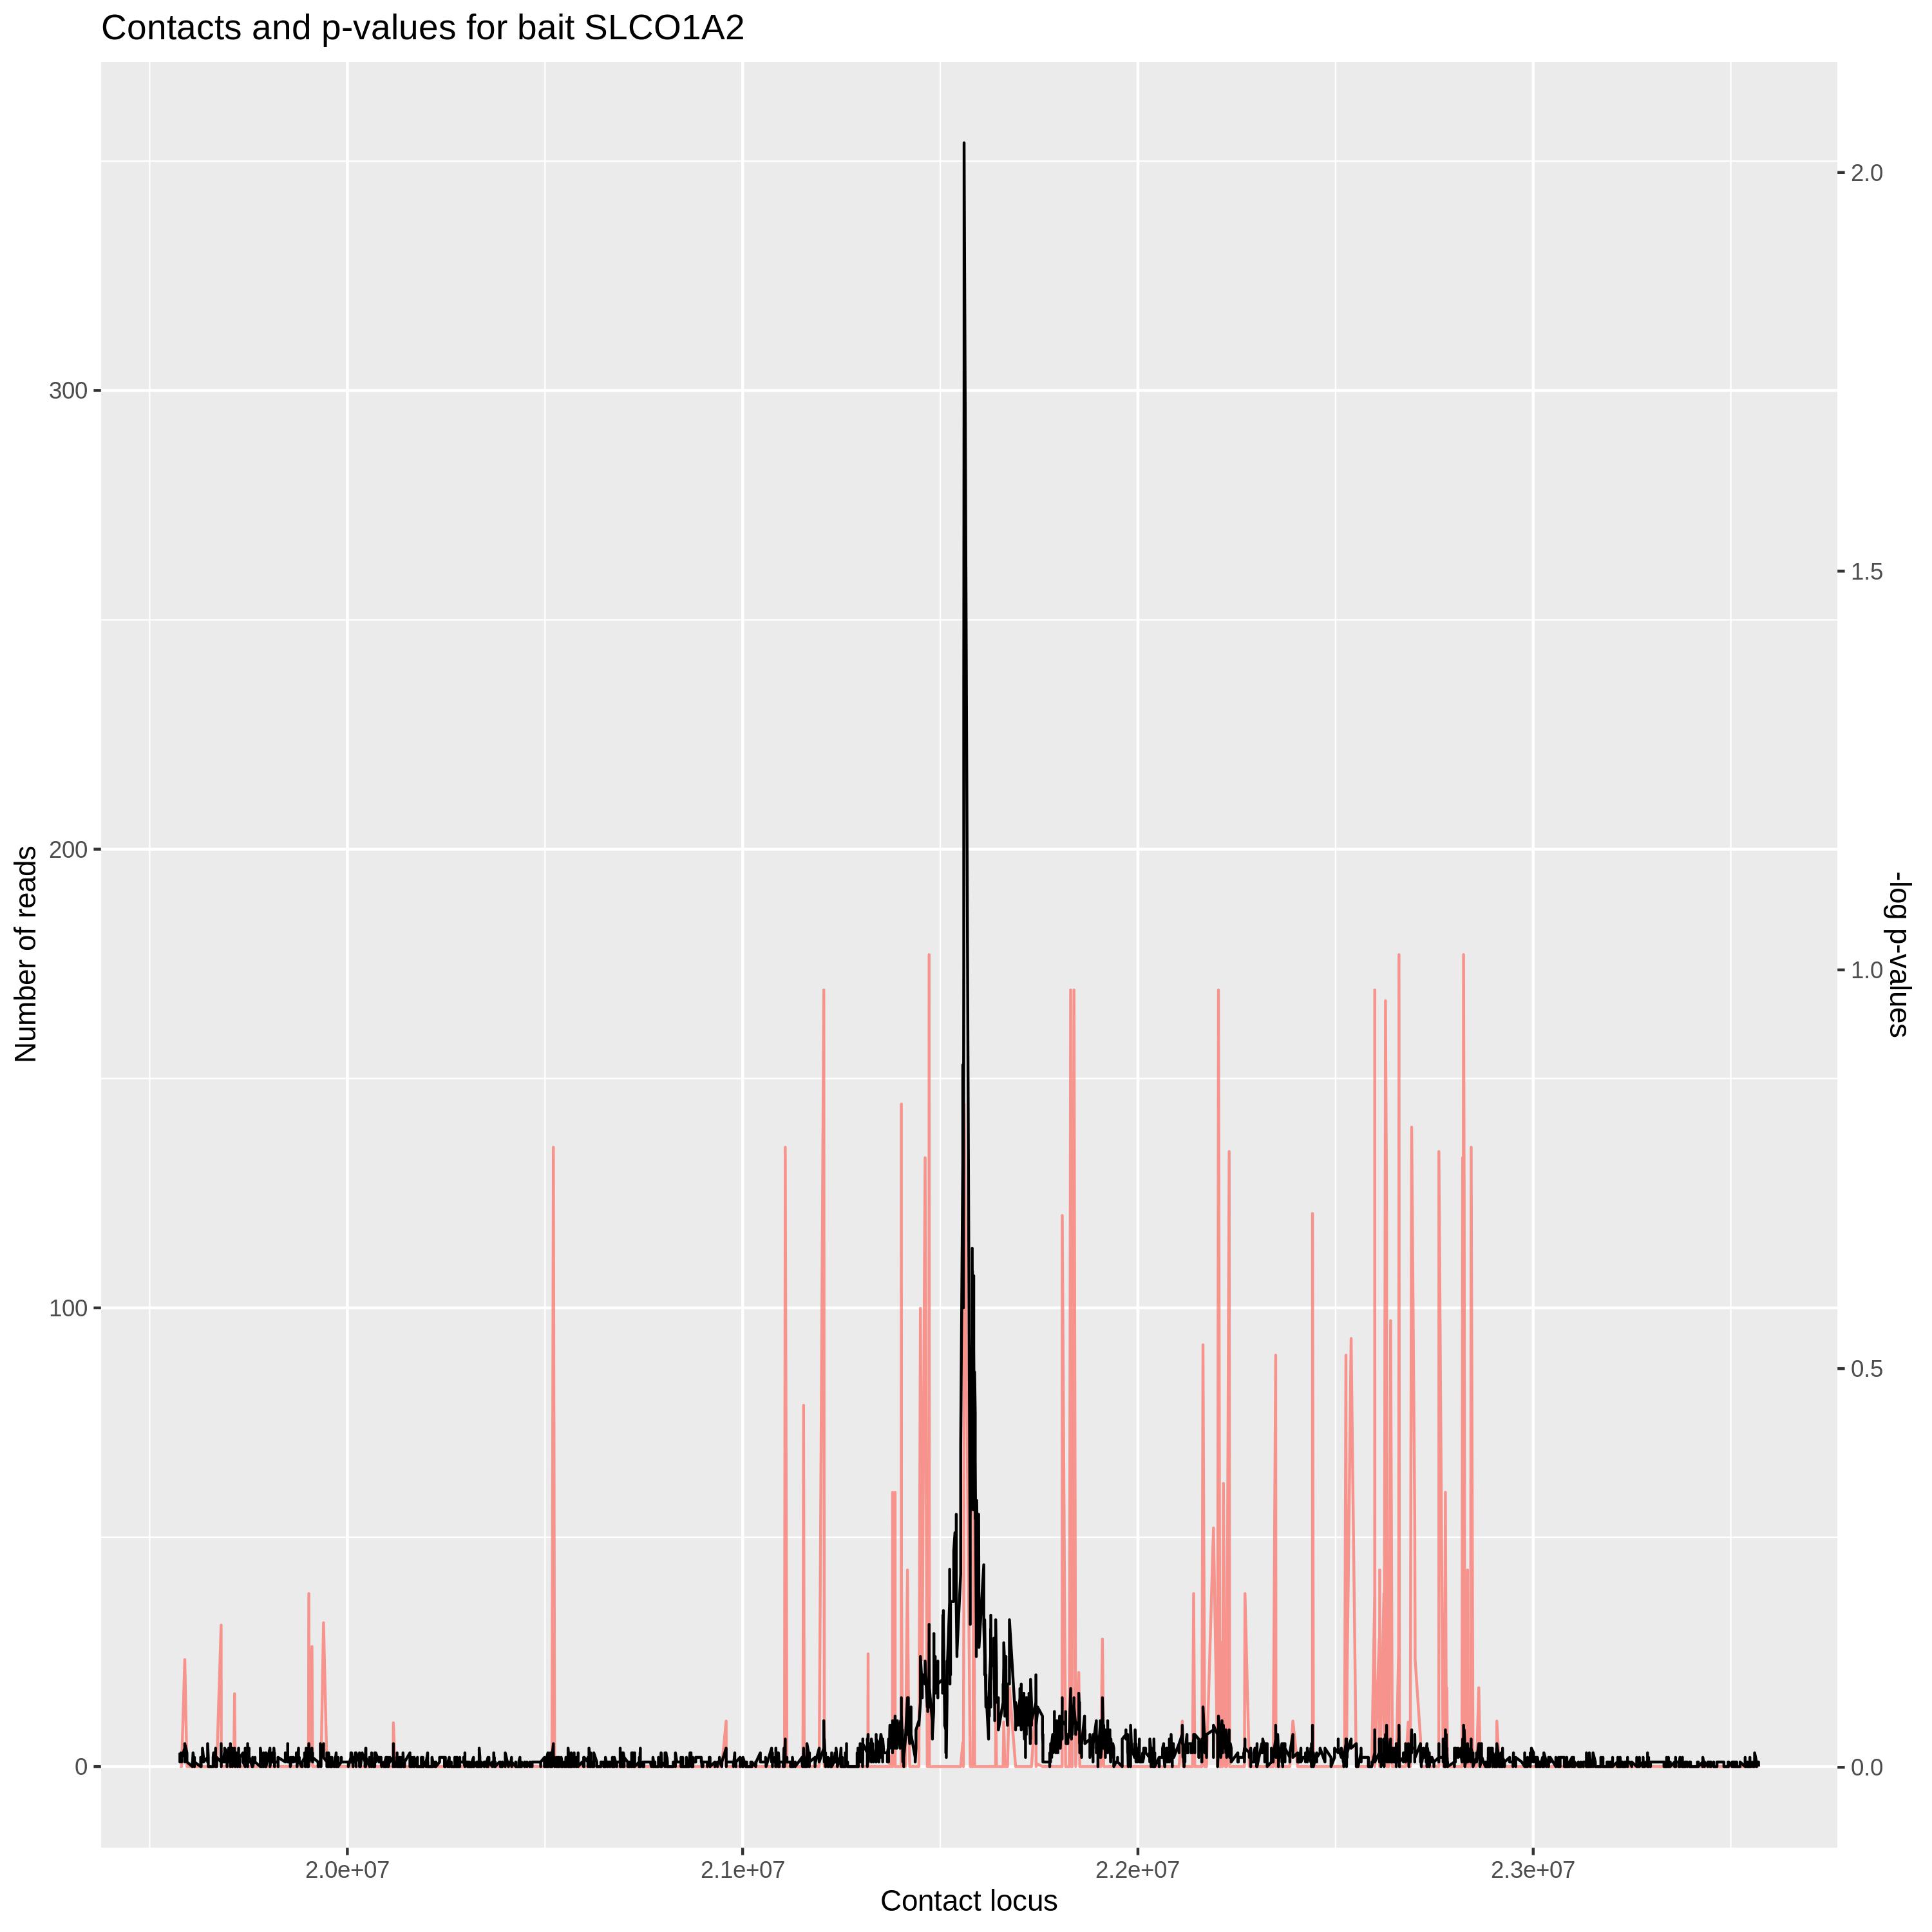 Contacts and p-values for bait SLCO1A2
Number of reads
300
200
100
0
2.0
1.5
1.0
0.5
0.0
-log p-values
2.0e+07
2.1e+07
2.2e+07
2.3e+07
Contact locus